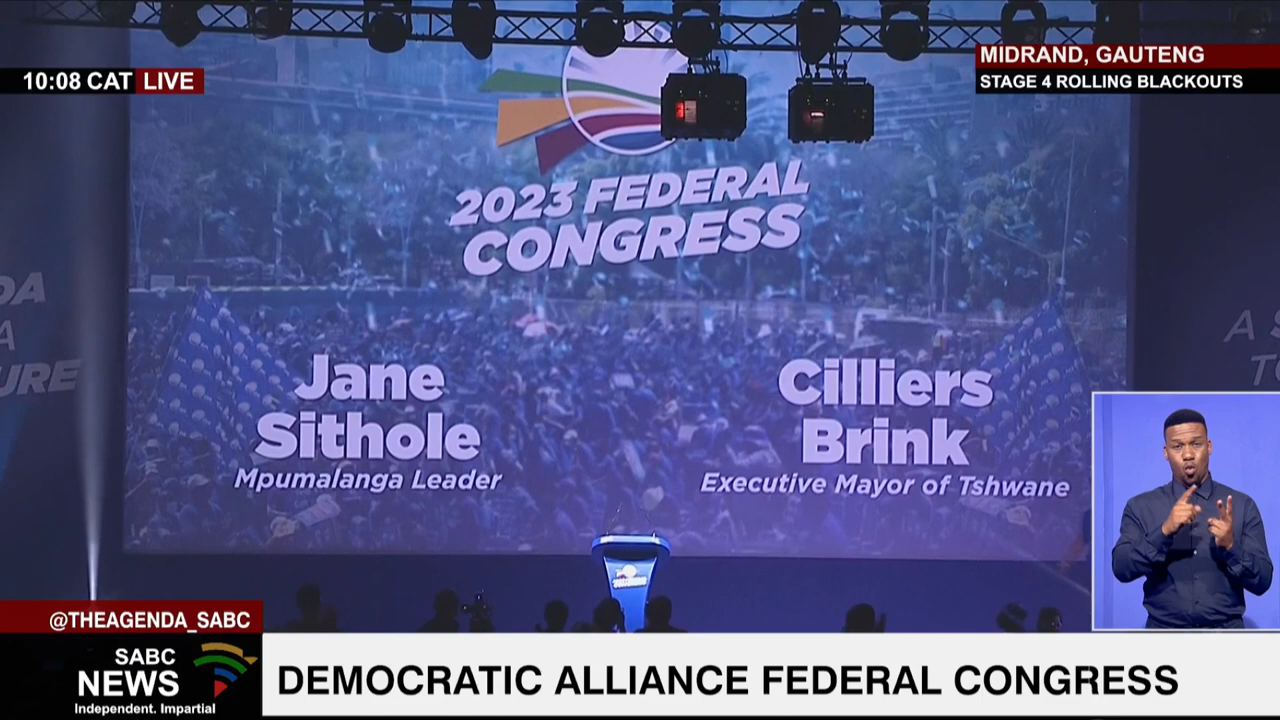 10:08 CAT LIVE
MIDRAND, GAUTENG
STAGE 4 ROLLING BLACKOUTS
2023 FEDERAL
CONGRESS
Jane
Sithole
Mpumalanga Leader
Cilliers
Brink
Executive Mayor of Tshwane
@THEAGENDA_SABC
SABC
NEWS
Independent. Impartial
DEMOCRATIC ALLIANCE FEDERAL CONGRESS